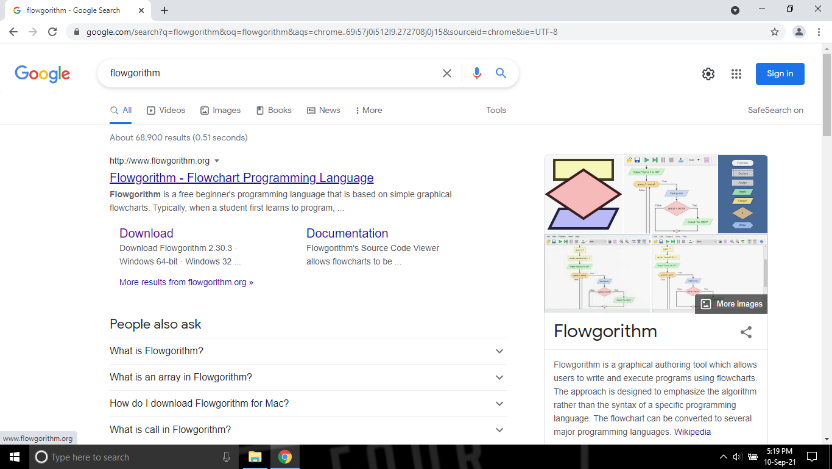 flowgorithm - Google Search
google.com/search?q=flowgorithm&oq=flowgorithm&aqs=chrome..69i57j0i512l9.272708j0j15&sourceid=chrome&ie=UTF-8
Google
flowgorithm
Sign in
All
Videos
Images
Books
News
More
Tools
SafeSearch on
About 68,900 results (0.51 seconds)
http://www.flowgorithm.org
Flowgorithm - Flowchart Programming Language
Flowgorithm is a free beginner's programming language that is based on simple graphical
flowcharts. Typically, when a student first learns to program, ...
Download
Download Flowgorithm 2.30.3 ·
Windows 64-bit · Windows 32 ...
Documentation
Flowgorithm's Source Code Viewer
allows flowcharts to be ...
More results from flowgorithm.org »
People also ask
What is Flowgorithm?
What is an array in Flowgorithm?
How do I download Flowgorithm for Mac?
What is call in Flowgorithm?
More images
Flowgorithm
Flowgorithm is a graphical authoring tool which allows
users to write and execute programs using flowcharts.
The approach is designed to emphasize the algorithm
rather than the syntax of a specific programming
language. The flowchart can be converted to several
major programming languages. Wikipedia
www.flowgorithm.org
Type here to search
5:19 PM
10-Sep-21